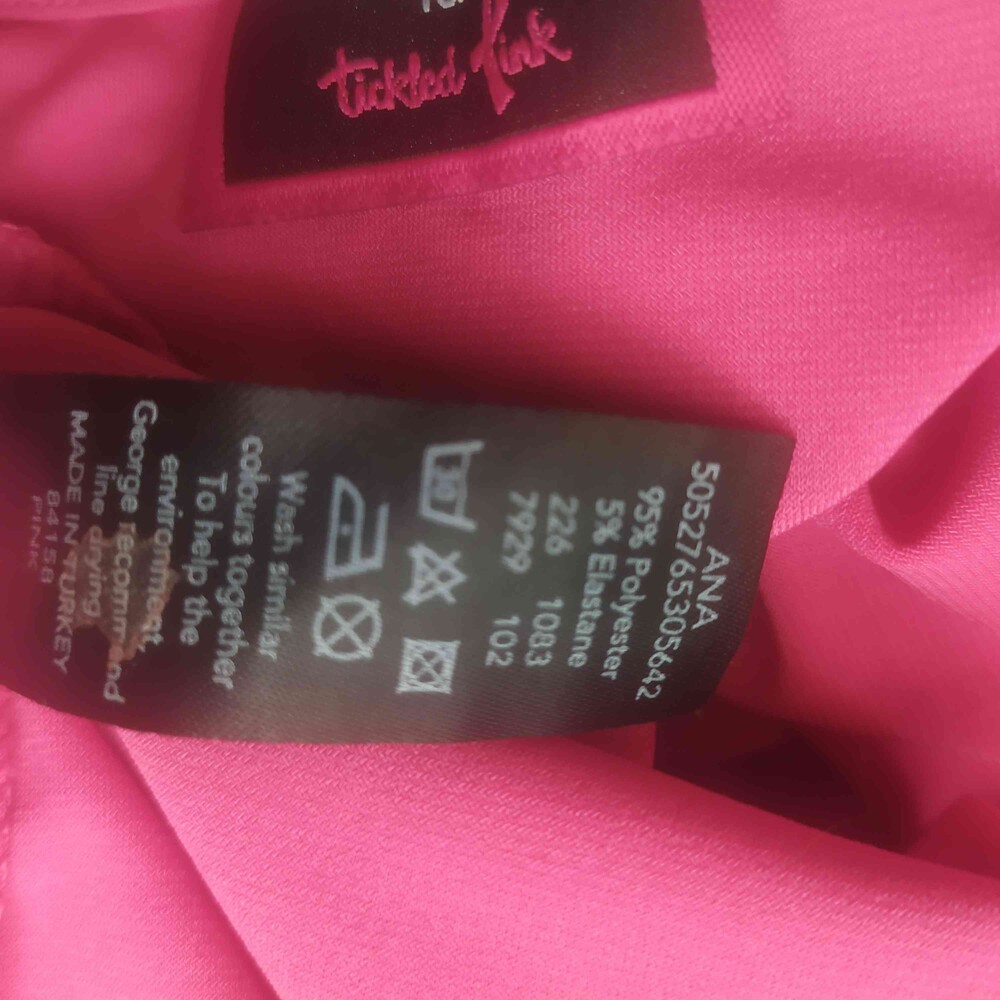 tickled pink
ANA
5052765305642
95% Polyester
5% Elastane
226 1083
7929 102
30
Wash similar
colours together
To help the
environment,
George recommend
line drying
MADE IN TURKEY
84158
PINK